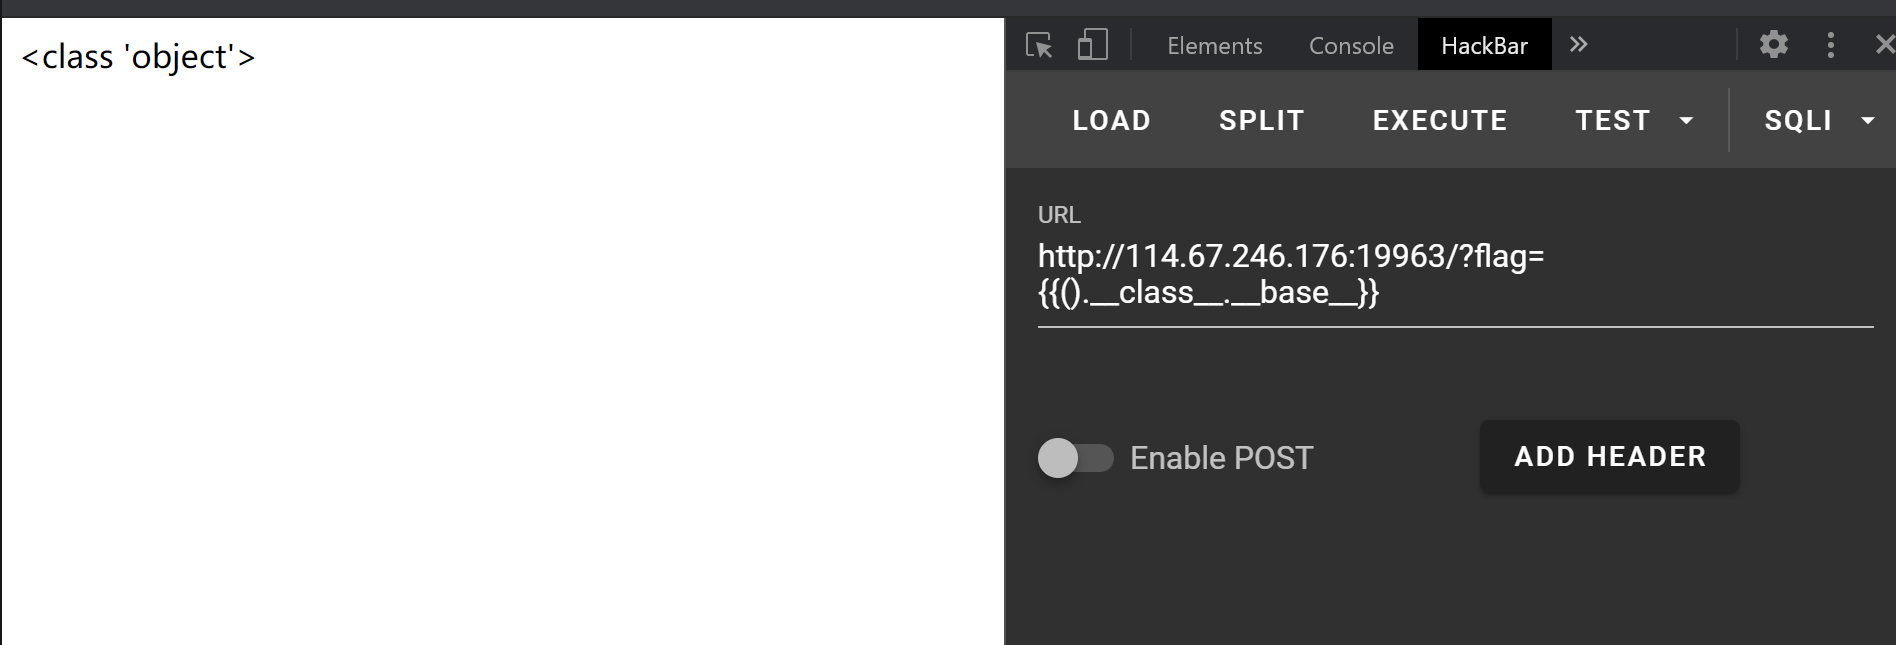 <class 'object'>
Elements
Console
HackBar
LOAD
SPLIT
EXECUTE
TEST
SQLI
URL
http://114.67.246.176:19963/?flag=
{{().__class__.__base__}}
Enable POST
ADD HEADER